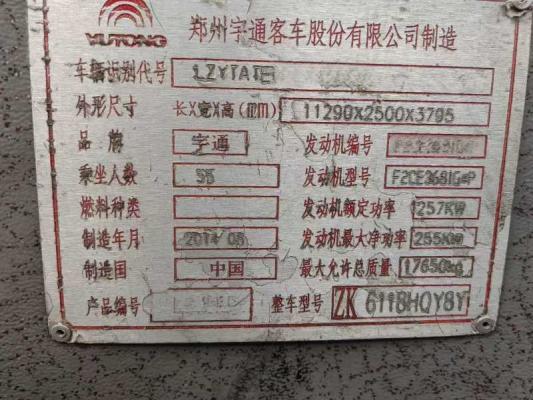 YUTONG 郑州宇通客车股份有限公司制造
车辆识别代号 LZYTATE
外形尺寸 长X宽X高(mm) 11290X2500X3795
品牌 宇通 发动机编号
乘坐人数 55 发动机型号 F2CE3681G*P
燃料种类 发动机额定功率 257KW
制造年月 2014 08 发动机最大净功率 255KW
制造国 中国 最大允许总质量 17650kg
产品编号 整车型号 ZK 6118HQY8Y